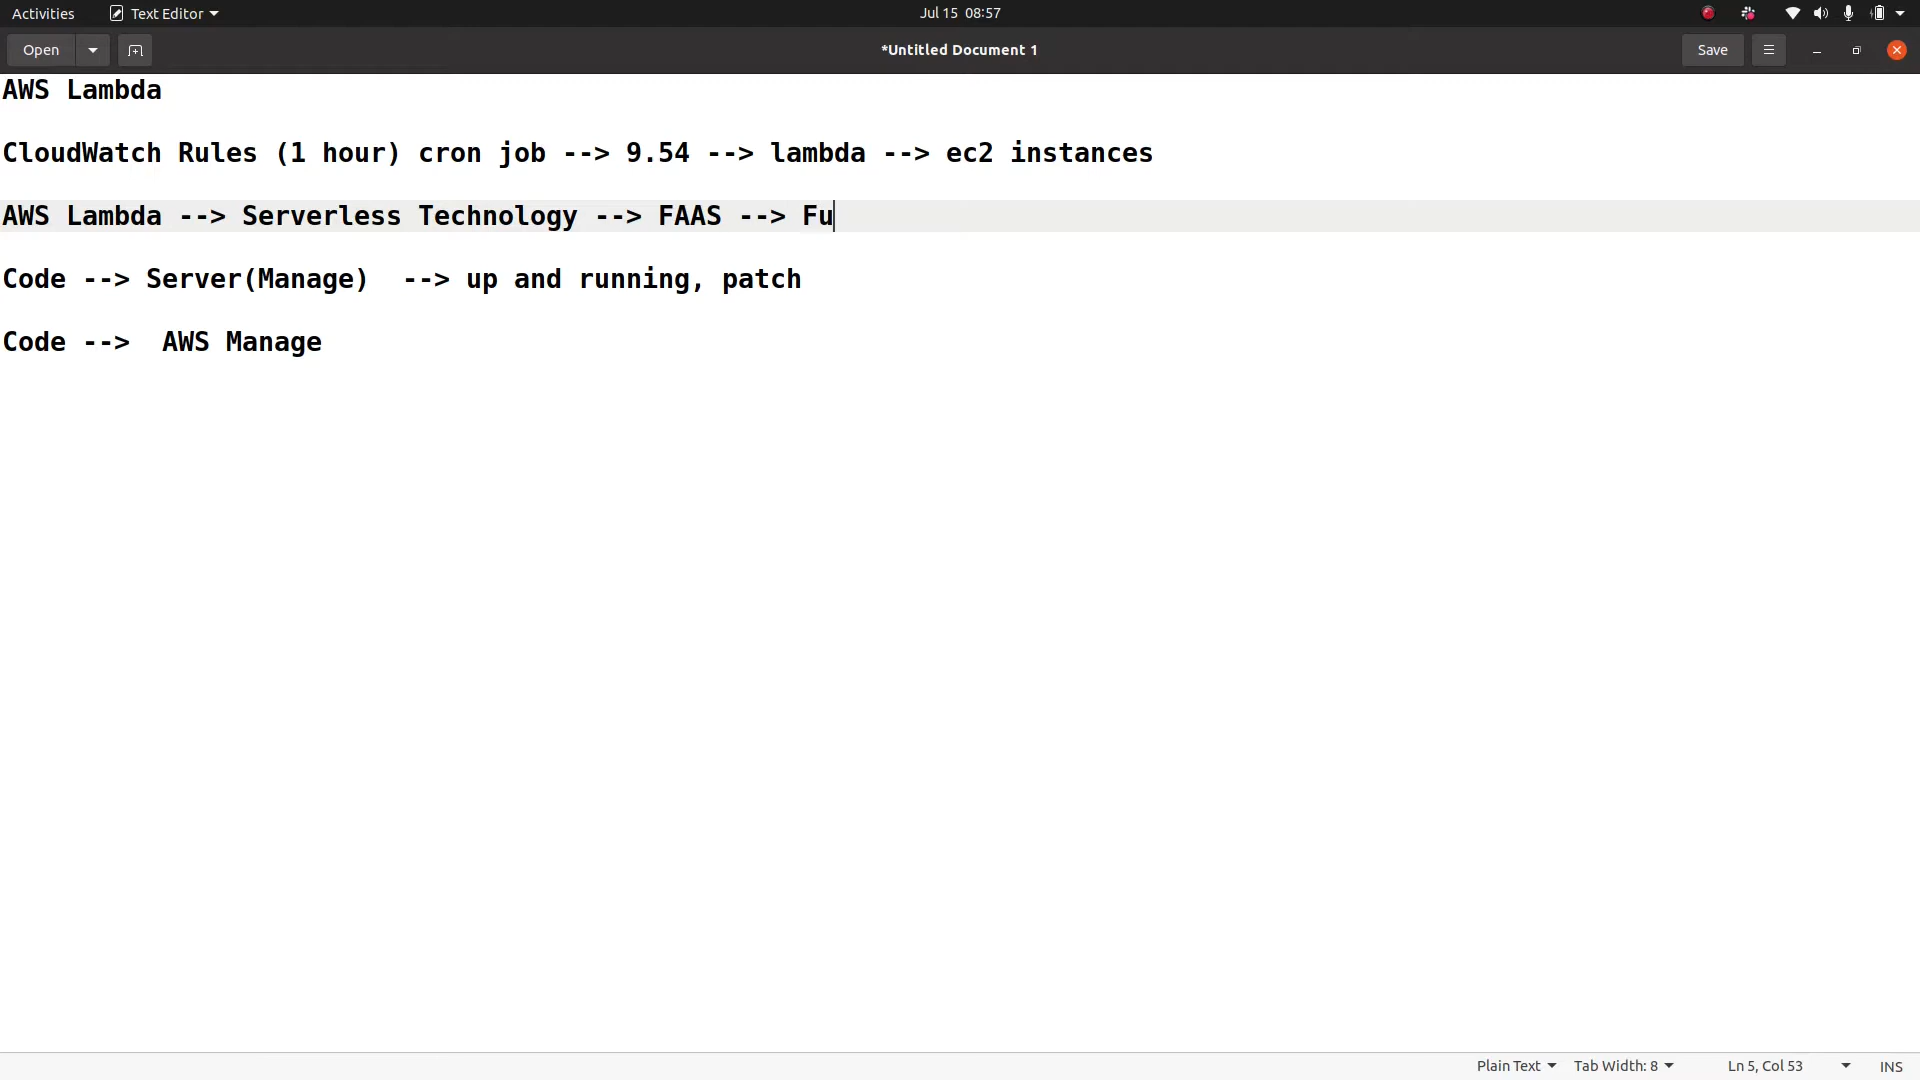 Activities Text Editor Jul 15 08:57
Open *Untitled Document 1 Save
AWS Lambda
CloudWatch Rules (1 hour) cron job --> 9.54 --> lambda --> ec2 instances
AWS Lambda --> Serverless Technology --> FAAS --> Fu
Code --> Server(Manage)  --> up and running, patch
Code -->  AWS Manage
Plain Text Tab Width: 8 Ln 5, Col 53 INS